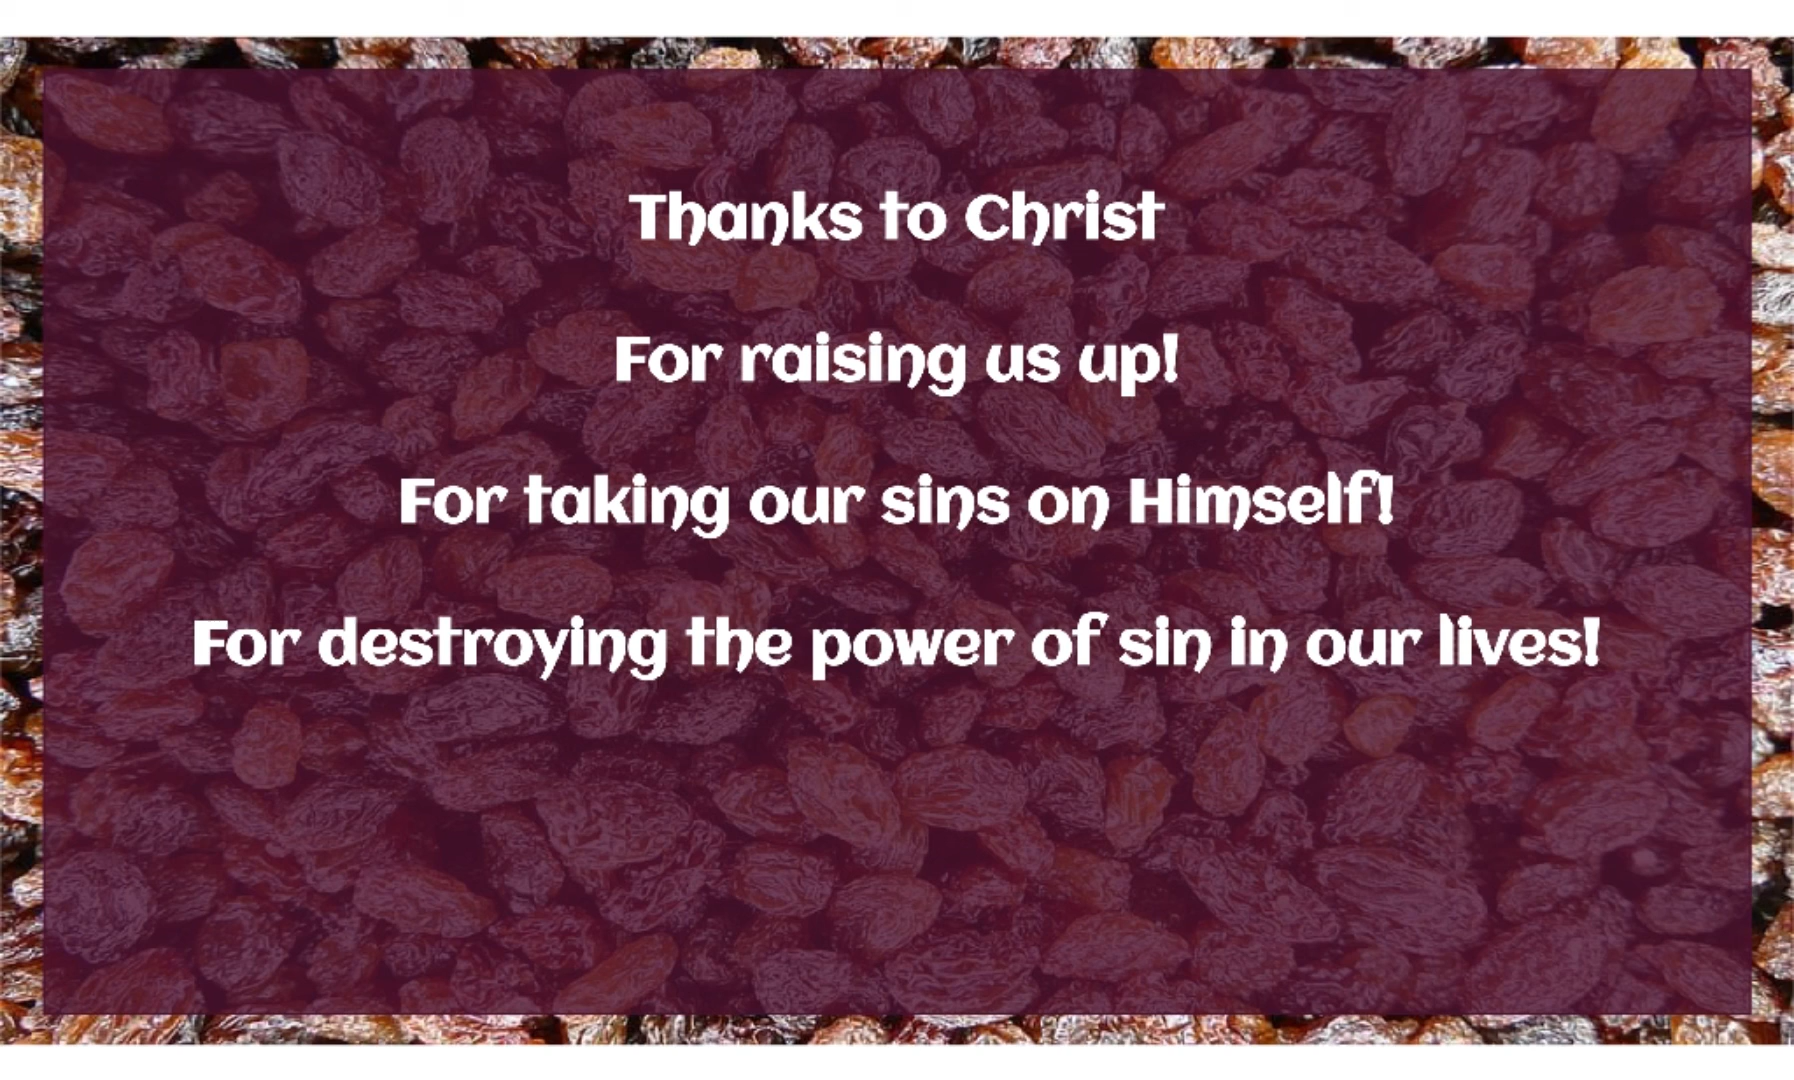 Thanks to Christ
For raising us up!
For taking our sins on Himself!
For destroying the power of sin in our lives!